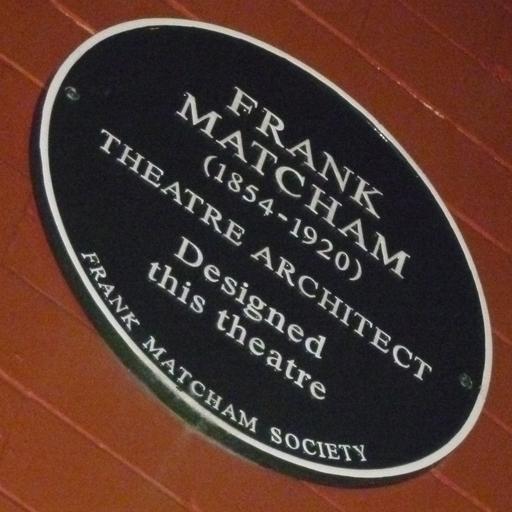 FRANK
MATCHAM
(1854-1920)
THEATRE ARCHITECT
Designed
this theatre
FRANK MATCHAM SOCIETY